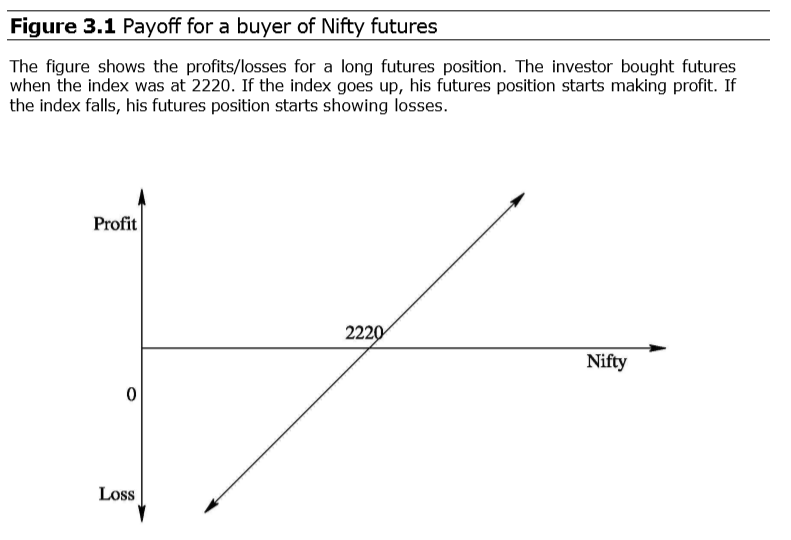 Figure 3.1 Payoff for a buyer of Nifty futures
The figure shows the profits/losses for a long futures position. The investor bought futures
when the index was at 2220. If the index goes up, his futures position starts making profit. If
the index falls, his futures position starts showing losses.
Profit
2220
Nifty
0
Loss